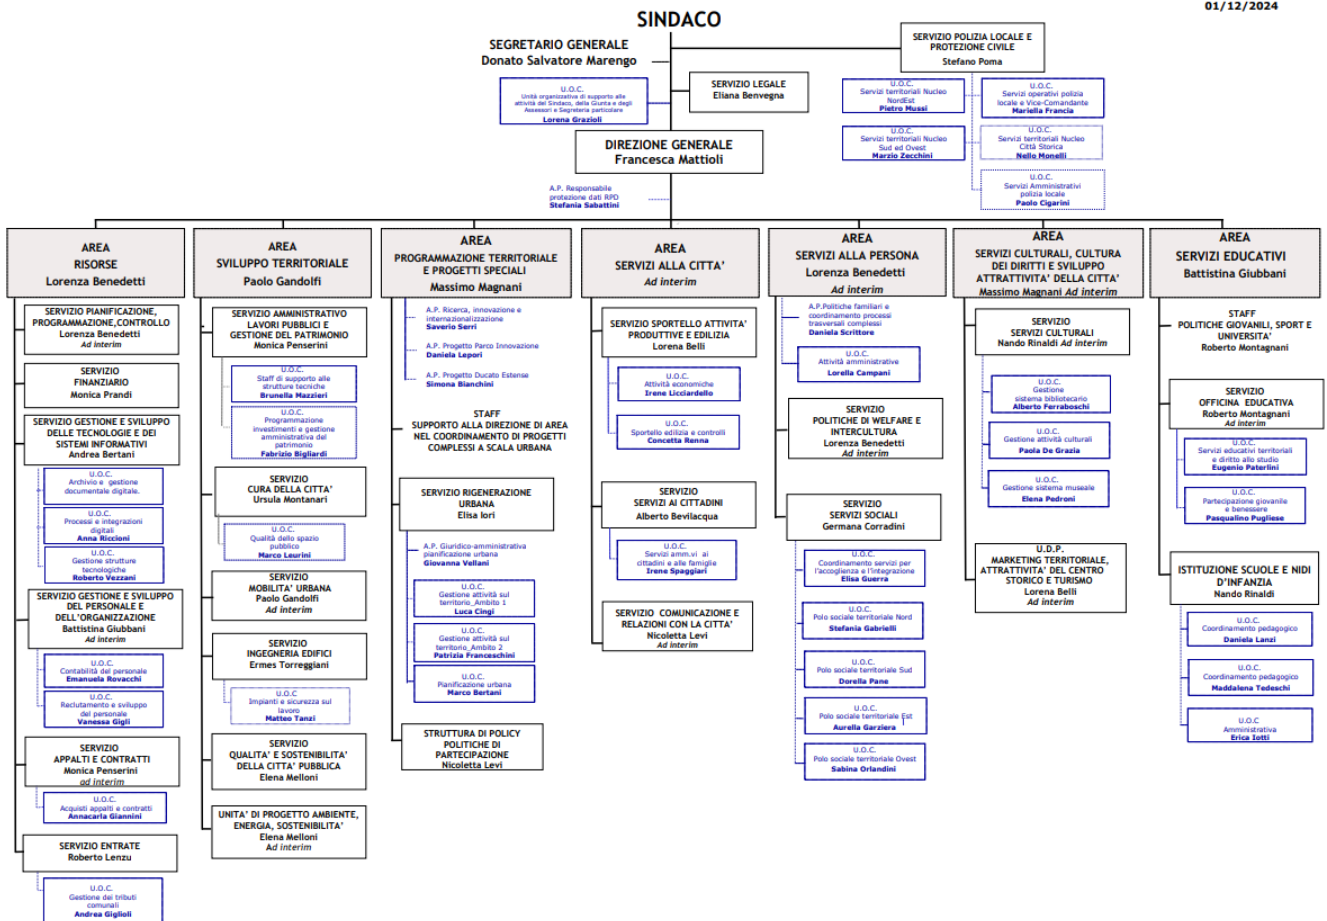 01/12/2024
SINDACO
SEGRETARIO GENERALE
Donato Salvatore Marengo
SERVIZIO POLIZIA LOCALE E
PROTEZIONE CIVILE
Stefano Poma
U.O.C.
Unità organizzativa di supporto alle
attività del Sindaco, della Giunta e degli
Assessori e Segreteria particolare
Lorena Grazioli
SERVIZIO LEGALE
Eliana Benvegna
U.O.C.
Servizi territoriali Nucleo
NordEst
Pietro Mussi
U.O.C.
Servizi operativi polizia
locale e Vice-Comandante
Mariella Francia
U.O.C.
Servizi territoriali Nucleo
Sud ed Ovest
Marzio Zecchini
U.O.C.
Servizi territoriali Nucleo
Città Storica
Nello Monelli
U.O.C.
Servizi Amministrativi
polizia locale
Paolo Cigarini
DIREZIONE GENERALE
Francesca Mattioli
A.P. Responsabile
protezione dati RPD
Stefania Sabattini
AREA
RISORSE
Lorenza Benedetti
SERVIZIO PIANIFICAZIONE,
PROGRAMMAZIONE,CONTROLLO
Lorenza Benedetti
Ad interim
SERVIZIO
FINANZIARIO
Monica Prandi
SERVIZIO GESTIONE E SVILUPPO
DELLE TECNOLOGIE E DEI
SISTEMI INFORMATIVI
Andrea Bertani
U.O.C.
Archivio e gestione
documentale digitale.
U.O.C.
Processi e integrazioni
digitali
Anna Riccioni
U.O.C.
Gestione strutture
tecnologiche
Roberto Vezzani
SERVIZIO GESTIONE E SVILUPPO
DEL PERSONALE E
DELL'ORGANIZZAZIONE
Battistina Giubbani
Ad interim
U.O.C.
Contabilità del personale
Emanuela Rovacchi
U.O.C.
Reclutamento e sviluppo
del personale
Vanessa Gigli
SERVIZIO
APPALTI E CONTRATTI
Monica Penserini
ad interim
U.O.C.
Acquisti appalti e contratti
Annacarla Giannini
SERVIZIO ENTRATE
Roberto Lenzu
U.O.C.
Gestione dei tributi
comunali
Andrea Giglioli
AREA
SVILUPPO TERRITORIALE
Paolo Gandolfi
SERVIZIO AMMINISTRATIVO
LAVORI PUBBLICI E
GESTIONE DEL PATRIMONIO
Monica Penserini
U.O.C.
Staff di supporto alle
strutture tecniche
Brunella Mazzieri
U.O.C.
Programmazione
investimenti e gestione
amministrativa del
patrimonio
Fabrizio Bigliardi
SERVIZIO
CURA DELLA CITTA'
Ursula Montanari
U.O.C.
Qualità dello spazio
pubblico
Marco Leurini
SERVIZIO
MOBILITA' URBANA
Paolo Gandolfi
Ad interim
SERVIZIO
INGEGNERIA EDIFICI
Ermes Torreggiani
U.O.C
Impianti e sicurezza sul
lavoro
Matteo Tanzi
SERVIZIO
QUALITA' E SOSTENIBILITA'
DELLA CITTA' PUBBLICA
Elena Melloni
UNITA' DI PROGETTO AMBIENTE,
ENERGIA, SOSTENIBILITA'
Elena Melloni
Ad interim
AREA
PROGRAMMAZIONE TERRITORIALE
E PROGETTI SPECIALI
Massimo Magnani
A.P. Ricerca, innovazione e
internazionalizzazione
Saverio Serri
A.P. Progetto Parco Innovazione
Daniela Lepori
A.P. Progetto Ducato Estense
Simona Bianchini
STAFF
SUPPORTO ALLA DIREZIONE DI AREA
NEL COORDINAMENTO DI PROGETTI
COMPLESSI A SCALA URBANA
SERVIZIO RIGENERAZIONE
URBANA
Elisa Iori
A.P. Giuridico-amministrativa
pianificazione urbana
Giovanna Vellani
U.O.C.
Gestione attività sul
territorio_Ambito 1
Luca Cingi
U.O.C.
Gestione attività sul
territorio_Ambito 2
Patrizia Franceschini
U.O.C.
Pianificazione urbana
Marco Bertani
STRUTTURA DI POLICY
POLITICHE DI
PARTECIPAZIONE
Nicoletta Levi
AREA
SERVIZI ALLA CITTA'
Ad interim
SERVIZIO SPORTELLO ATTIVITA'
PRODUTTIVE E EDILIZIA
Lorena Belli
U.O.C.
Attività economiche
Irene Licciardello
U.O.C.
Sportello edilizia e controlli
Concetta Renna
SERVIZIO
SERVIZI AI CITTADINI
Alberto Bevilacqua
U.O.C.
Servizi amm.vi ai
cittadini e alle famiglie
Irene Spaggiari
SERVIZIO COMUNICAZIONE E
RELAZIONI CON LA CITTA'
Nicoletta Levi
Ad interim
AREA
SERVIZI ALLA PERSONA
Lorenza Benedetti
Ad interim
A.P.Politiche familiari e
coordinamento processi
trasversali complessi
Daniela Scrittore
U.O.C.
Attività amministrative
Lorella Campani
SERVIZIO
POLITICHE DI WELFARE E
INTERCULTURA
Lorenza Benedetti
Ad interim
SERVIZIO
SERVIZI SOCIALI
Germana Corradini
U.O.C.
Coordinamento servizi per
l'accoglienza e l'integrazione
Elisa Guerra
U.O.C.
Polo sociale territoriale Nord
Stefania Gabrielli
U.O.C.
Polo sociale territoriale Sud
Dorella Pane
U.O.C.
Polo sociale territoriale Est
Aurella Garziera
U.O.C.
Polo sociale territoriale Ovest
Sabina Orlandini
AREA
SERVIZI CULTURALI, CULTURA
DEI DIRITTI E SVILUPPO
ATTRATTIVITA' DELLA CITTA'
Massimo Magnani Ad interim
SERVIZIO
SERVIZI CULTURALI
Nando Rinaldi Ad interim
U.O.C.
Gestione
sistema bibliotecario
Alberto Ferraboschi
U.O.C.
Gestione attività culturali
Paola De Grazia
U.O.C.
Gestione sistema museale
Elena Pedroni
U.D.P.
MARKETING TERRITORIALE,
ATTRATTIVITA' DEL CENTRO
STORICO E TURISMO
Lorena Belli
Ad interim
AREA
SERVIZI EDUCATIVI
Battistina Giubbani
STAFF
POLITICHE GIOVANILI, SPORT E
UNIVERSITA'
Roberto Montagnani
SERVIZIO
OFFICINA EDUCATIVA
Roberto Montagnani
Ad interim
U.O.C.
Servizi educativi territoriali
e diritto allo studio
Eugenio Paterlini
U.O.C.
Partecipazione giovanile
e benessere
Pasqualino Pugliese
ISTITUZIONE SCUOLE E NIDI
D'INFANZIA
Nando Rinaldi
U.O.C.
Coordinamento pedagogico
Daniela Lanzi
U.O.C.
Coordinamento pedagogico
Maddalena Tedeschi
U.O.C
Amministrativa
Erica Iotti